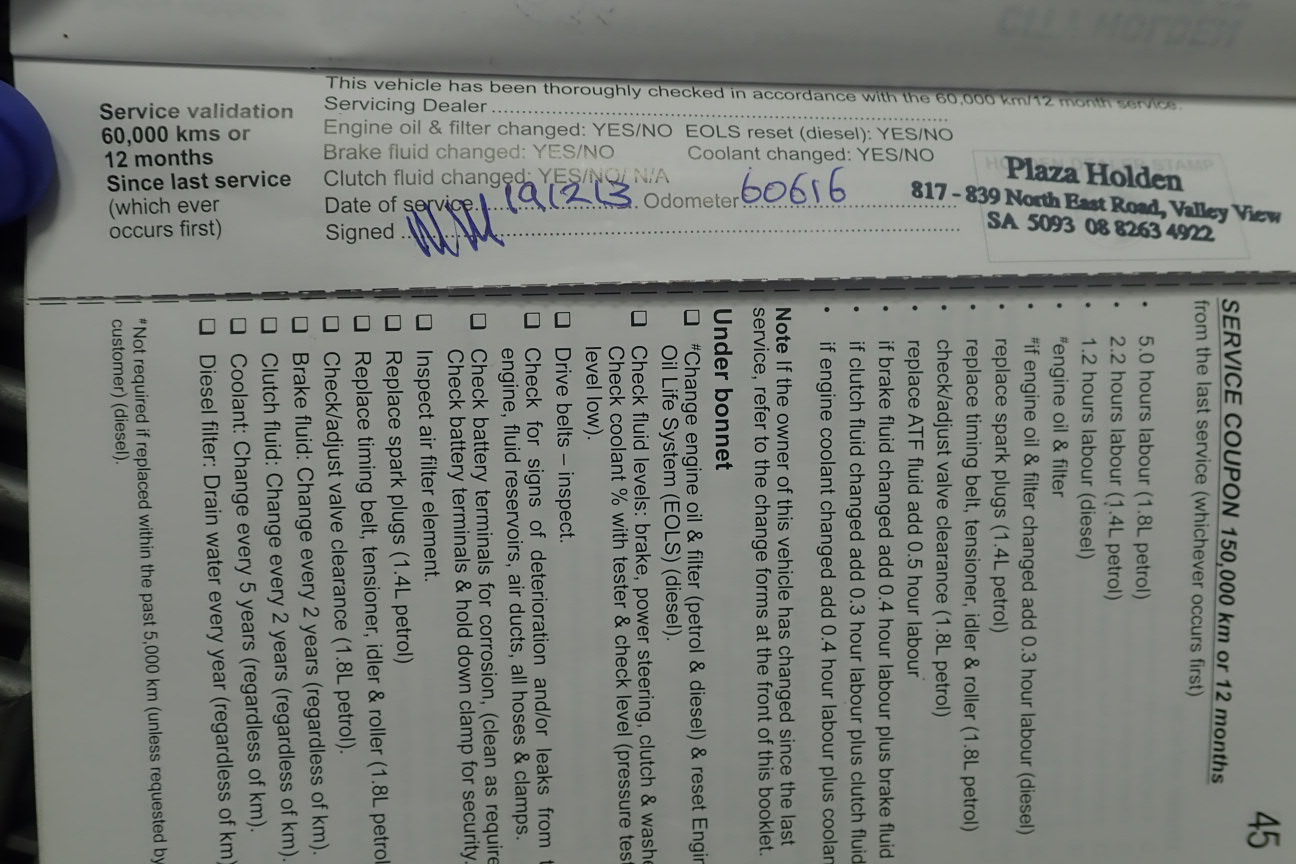 Service validation
60,000 kms or
12 months
Since last service
(which ever
occurs first)
This vehicle has been thoroughly checked in accordance with the 60,000 km/12 month service.
Servicing Dealer
Engine oil & filter changed: YES/NO EOLS reset (diesel): YES/NO
Brake fluid changed: YES/NO Coolant changed: YES/NO
Clutch fluid changed: YES/NO/ N/A
Date of service Odometer 60616
Signed
Plaza Holden
817 - 839 North East Road, Valley View
SA 5093 08 8263 4922
45
SERVICE COUPON 150,000 km or 12 months
from the last service (whichever occurs first)
• 5.0 hours labour (1.8L petrol)
• 2.2 hours labour (1.4L petrol)
• 1.2 hours labour (diesel)
• #engine oil & filter
• #if engine oil & filter changed add 0.3 hour labour (diesel)
• replace spark plugs (1.4L petrol)
• replace timing belt, tensioner, idler & roller (1.8L petrol)
• check/adjust valve clearance (1.8L petrol)
• replace ATF fluid add 0.5 hour labour
• if brake fluid changed add 0.4 hour labour plus brake fluid
• if clutch fluid changed add 0.3 hour labour plus clutch fluid
• if engine coolant changed add 0.4 hour labour plus coolan
Note If the owner of this vehicle has changed since the last
service, refer to the change forms at the front of this booklet.
Under bonnet
❑ #Change engine oil & filter (petrol & diesel) & reset Engin
Oil Life System (EOLS) (diesel).
❑ Check fluid levels: brake, power steering, clutch & washe
Check coolant % with tester & check level (pressure test
level low).
❑ Drive belts – inspect.
❑ Check for signs of deterioration and/or leaks from t
engine, fluid reservoirs, air ducts, all hoses & clamps.
❑ Check battery terminals for corrosion, (clean as require
Check battery terminals & hold down clamp for security.
❑ Inspect air filter element.
❑ Replace spark plugs (1.4L petrol)
❑ Replace timing belt, tensioner, idler & roller (1.8L petrol
❑ Check/adjust valve clearance (1.8L petrol).
❑ Brake fluid: Change every 2 years (regardless of km).
❑ Clutch fluid: Change every 2 years (regardless of km).
❑ Coolant: Change every 5 years (regardless of km).
❑ Diesel filter: Drain water every year (regardless of km)
#Not required if replaced within the past 5,000 km (unless requested by
customer) (diesel).